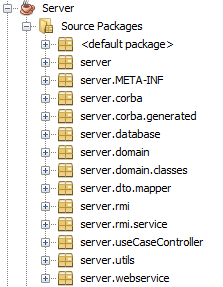 Server
Source Packages
<default package>
server
server.META-INF
server.corba
server.corba.generated
server.database
server.domain
server.domain.classes
server.dto.mapper
server.rmi
server.rmi.service
server.useCaseController
server.utils
server.webservice